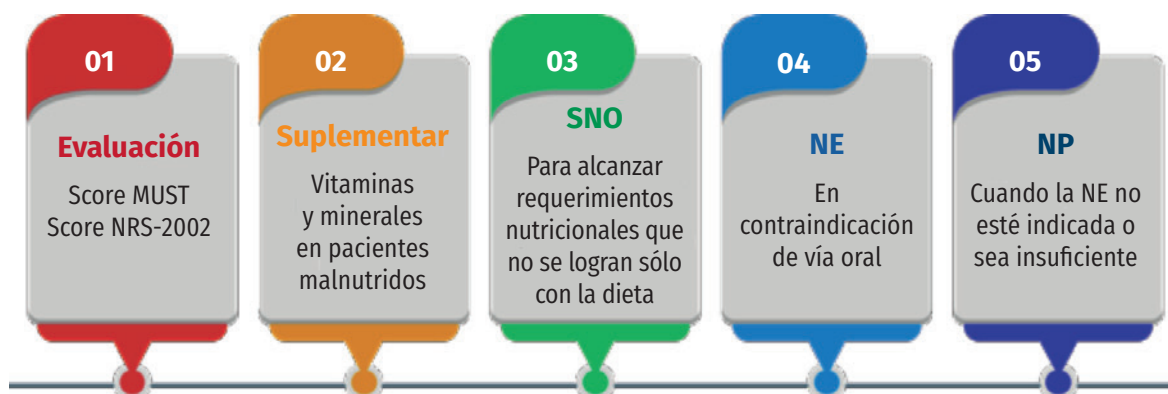 01
Evaluación
Score MUST
Score NRS-2002
02
Suplementar
Vitaminas
y minerales
en pacientes
malnutridos
03
SNO
Para alcanzar
requerimientos
nutricionales que
no se logran sólo
con la dieta
04
NE
En
contraindicación
de vía oral
05
NP
Cuando la NE no
esté indicada o
sea insuficiente